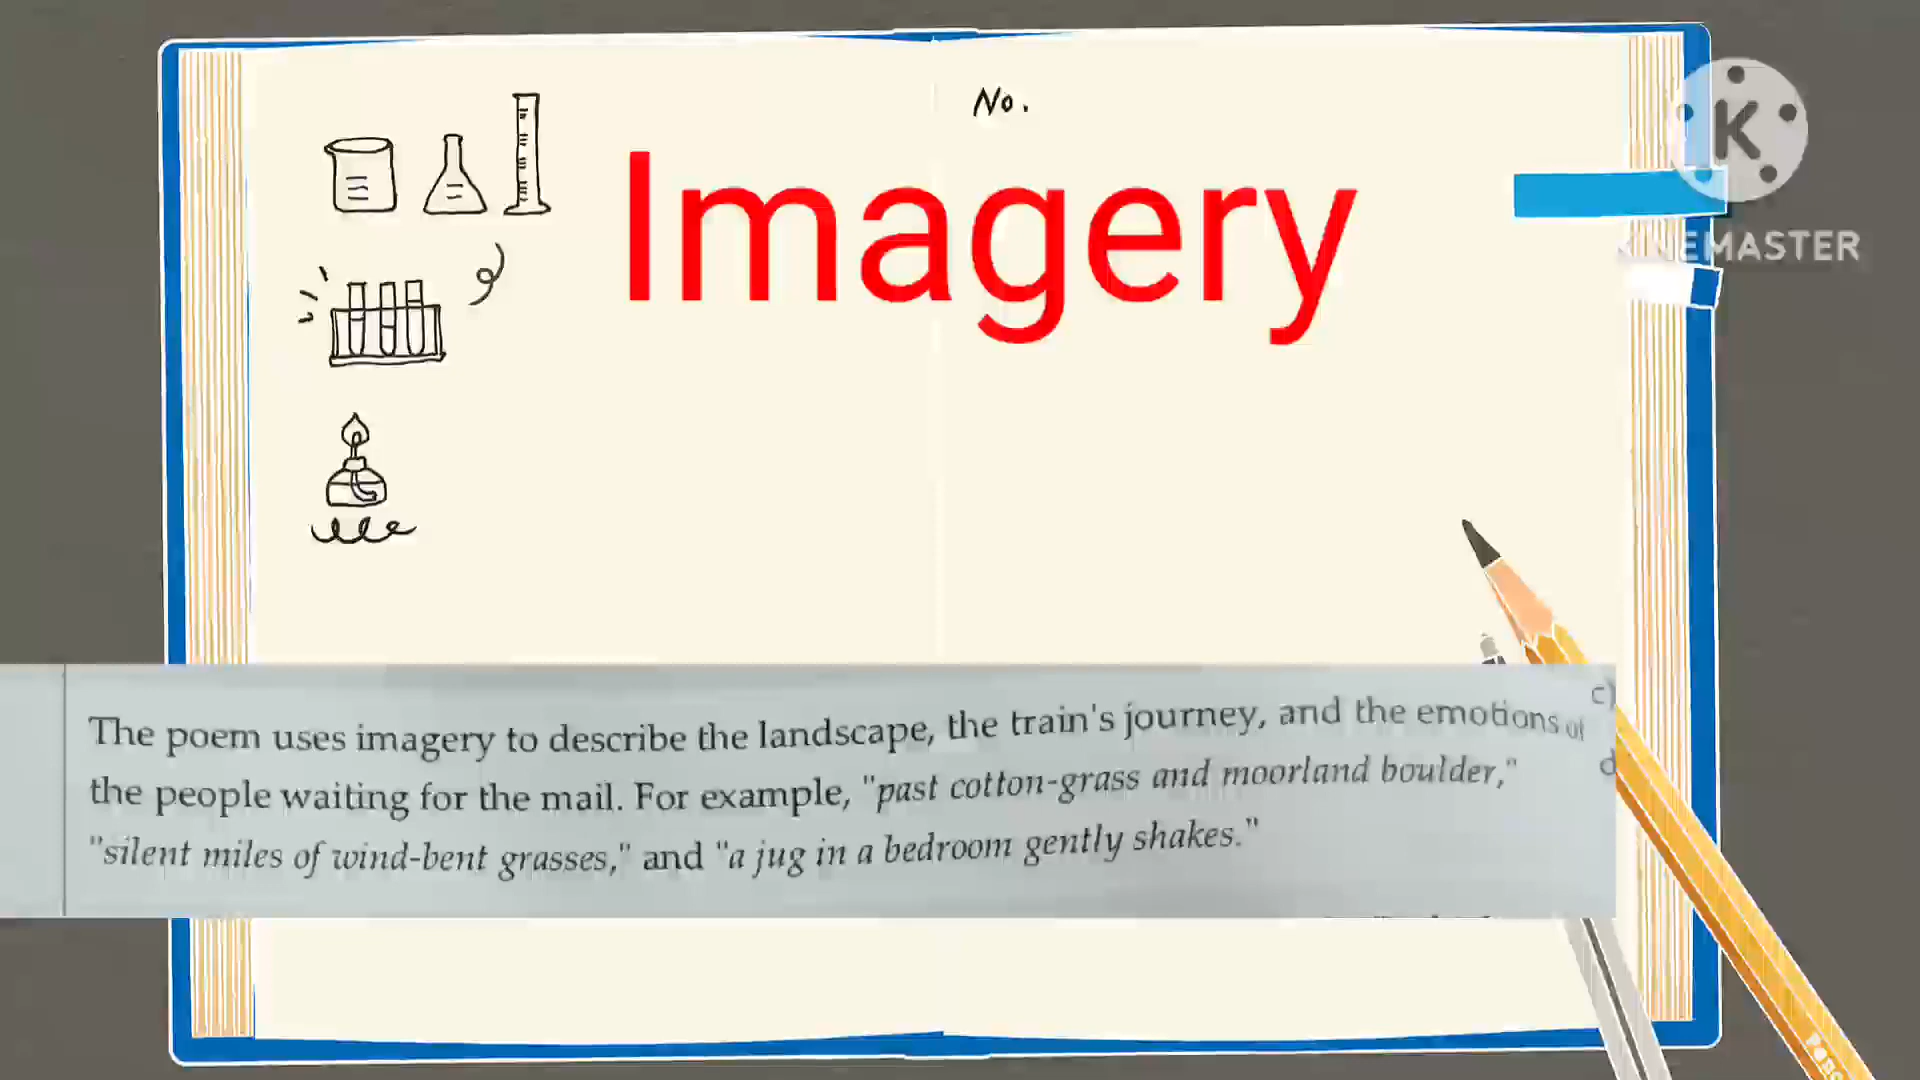 No.
Imagery
K
KINEMASTER
c)
The poem uses imagery to describe the landscape, the train's journey, and the emotions of
d
the people waiting for the mail. For example, "past cotton-grass and moorland boulder,"
"silent miles of wind-bent grasses," and "a jug in a bedroom gently shakes."